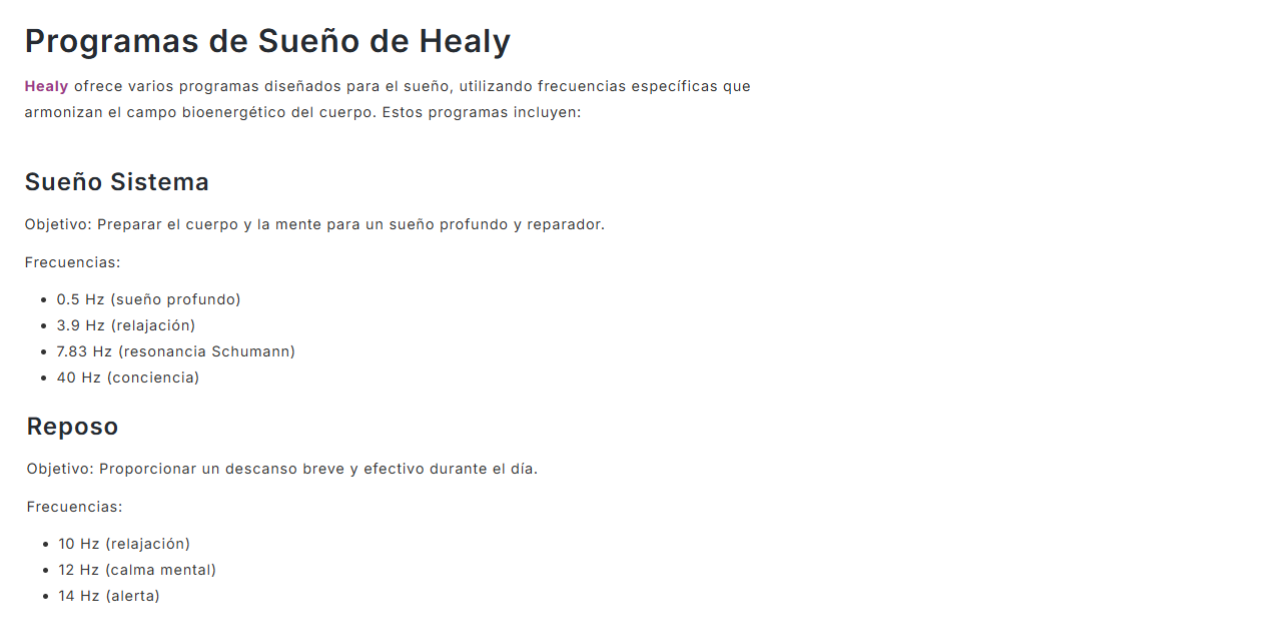 Programas de Sueño de Healy
Healy ofrece varios programas diseñados para el sueño, utilizando frecuencias específicas que
armonizan el campo bioenergético del cuerpo. Estos programas incluyen:
Sueño Sistema
Objetivo: Preparar el cuerpo y la mente para un sueño profundo y reparador.
Frecuencias:
• 0.5 Hz (sueño profundo)
• 3.9 Hz (relajación)
• 7.83 Hz (resonancia Schumann)
• 40 Hz (conciencia)
Reposo
Objetivo: Proporcionar un descanso breve y efectivo durante el día.
Frecuencias:
• 10 Hz (relajación)
• 12 Hz (calma mental)
• 14 Hz (alerta)